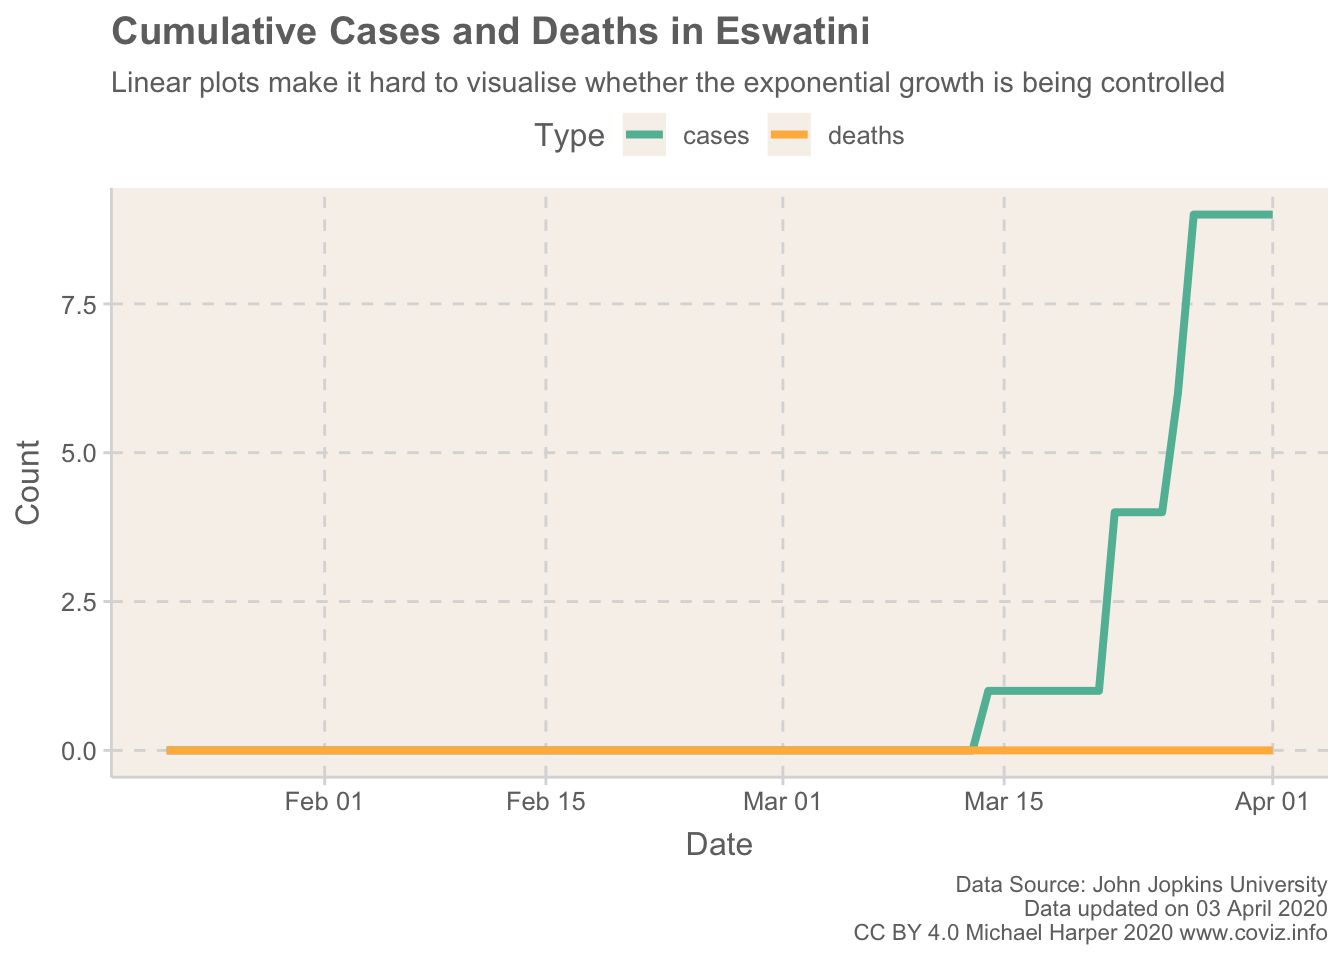 Cumulative Cases and Deaths in Eswatini
Linear plots make it hard to visualise whether the exponential growth is being controlled
Type cases deaths
Count
7.5
5.0
2.5
0.0
Feb 01 Feb 15 Mar 01 Mar 15 Apr 01
Date
Data Source: John Jopkins University
Data updated on 03 April 2020
CC BY 4.0 Michael Harper 2020 www.coviz.info